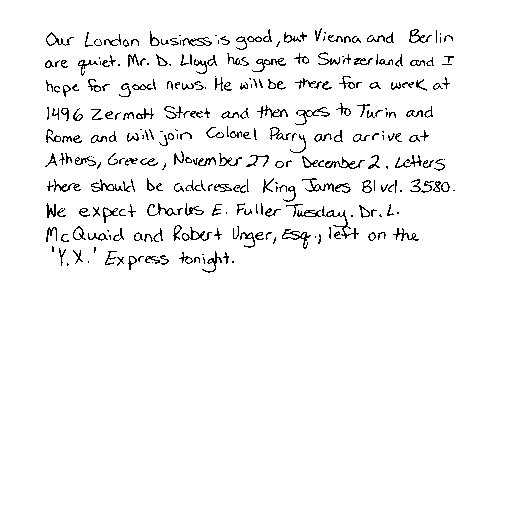 Our London business is good, but Vienna and Berlin
are quiet. Mr. D. Lloyd has gone to Switzerland and I
hope for good news. He will be there for a week at
1496 Zermatt Street and then goes to Turin and
Rome and will join Colonel Parry and arrive at
Athens, Greece, November 27 or December 2. Letters
there should be addressed King James Blvd. 3580.
We expect Charles E. Fuller Tuesday. Dr. L.
McQuaid and Robert Unger, Esq., left on the
'Y.X.' Express tonight.